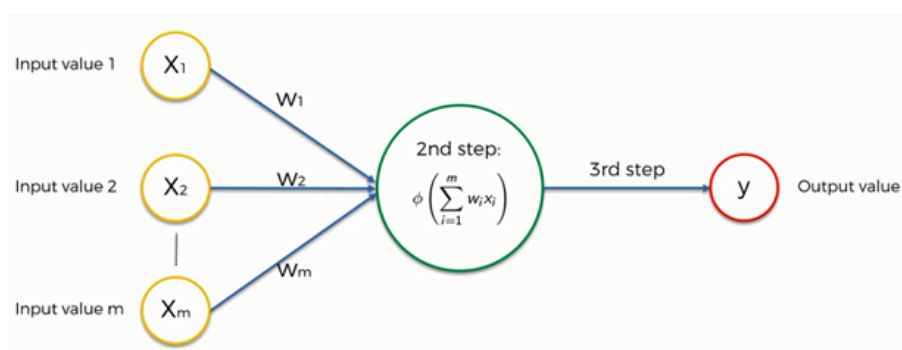 Input value 1
X₁
W₁
2nd step:
ϕ(∑ᵢ₌₁ᵐ wᵢxᵢ)
3rd step
Input value 2
X₂
W₂
y
Output value
Wₘ
Input value m
Xₘ